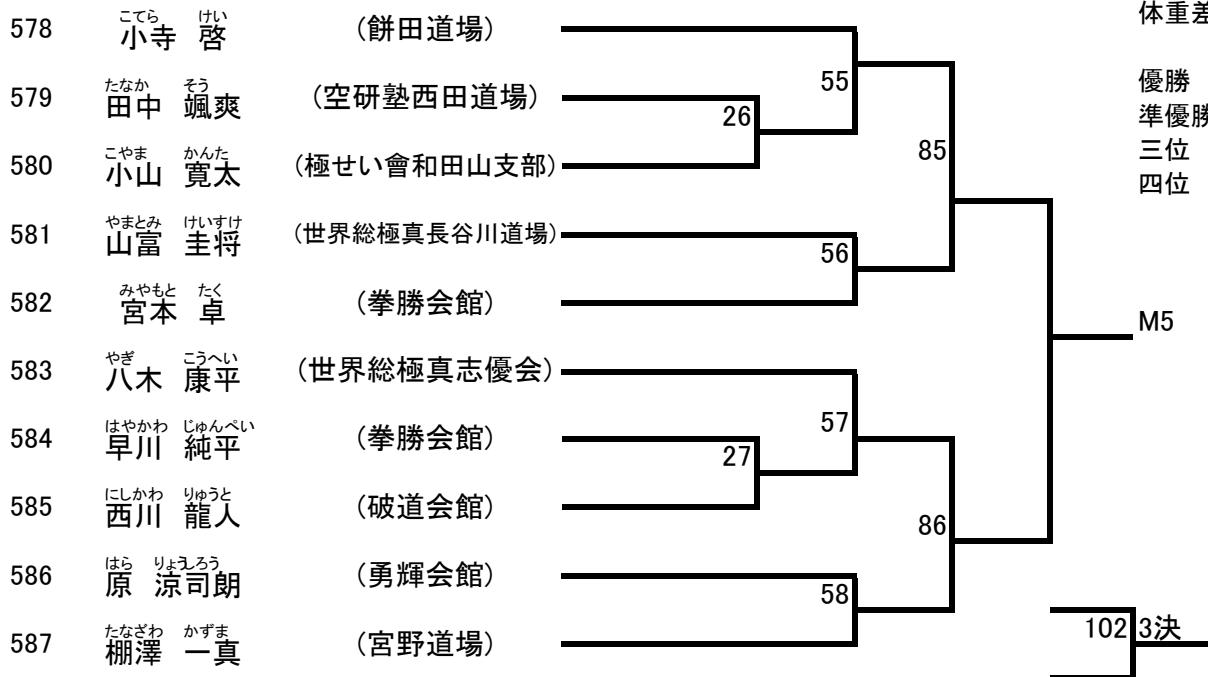 体重差
こてら けい
578 小寺 啓 (餅田道場)
55
優勝
たなか そう
579 田中 颯爽 (空研塾西田道場)
26
準優勝
85
三位
こやま かんた
580 小山 寛太 (極せい會和田山支部)
四位
やまとみ けいすけ
581 山富 圭将 (世界総極真長谷川道場)
56
みやもと たく
582 宮本 卓 (拳勝会館)
M5
やぎ こうへい
583 八木 康平 (世界総極真志優会)
57
はやかわ じゅんぺい
584 早川 純平 (拳勝会館)
27
にしかわ りゅうと
585 西川 龍人 (破道会館)
86
はら りょうしろう
586 原 涼司朗 (勇輝会館)
58
102 3決
たなざわ かずま
587 棚澤 一真 (宮野道場)